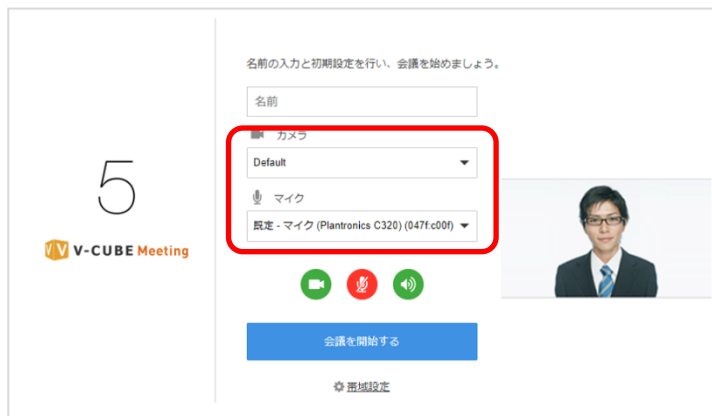 名前の入力と初期設定を行い、会議を始めましょう。
名前
カメラ
Default
マイク
既定 - マイク (Plantronics C320) (047f:c00f)
会議を開始する
帯域設定
5
V-CUBE Meeting